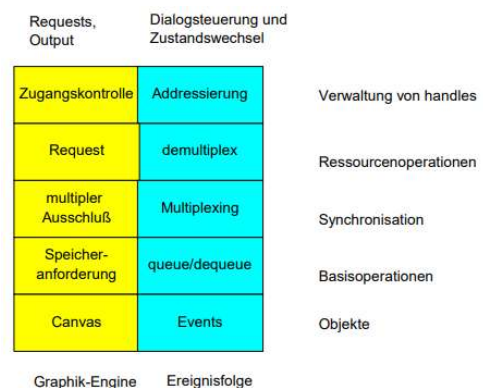 Requests,
Output
Dialogsteuerung und
Zustandswechsel
Zugangskontrolle
Addressierung
Verwaltung von handles
Request
demultiplex
Ressourcenoperationen
multipler
Ausschluß
Multiplexing
Synchronisation
Speicher-
anforderung
queue/dequeue
Basisoperationen
Canvas
Events
Objekte
Graphik-Engine
Ereignisfolge